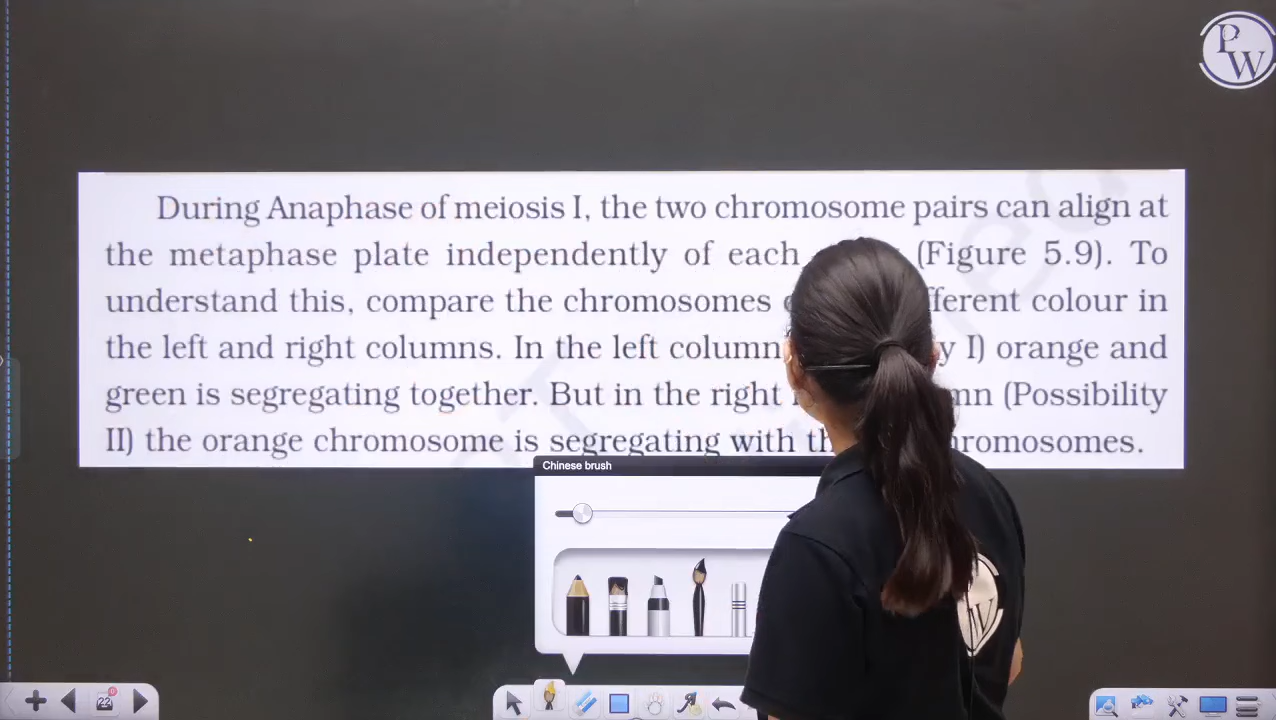 PW
During Anaphase of meiosis I, the two chromosome pairs can align at
the metaphase plate independently of each (Figure 5.9). To
understand this, compare the chromosomes fferent colour in
the left and right columns. In the left column y I) orange and
green is segregating together. But in the right mn (Possibility
II) the orange chromosome is segregating with th hromosomes.
Chinese brush
22
W